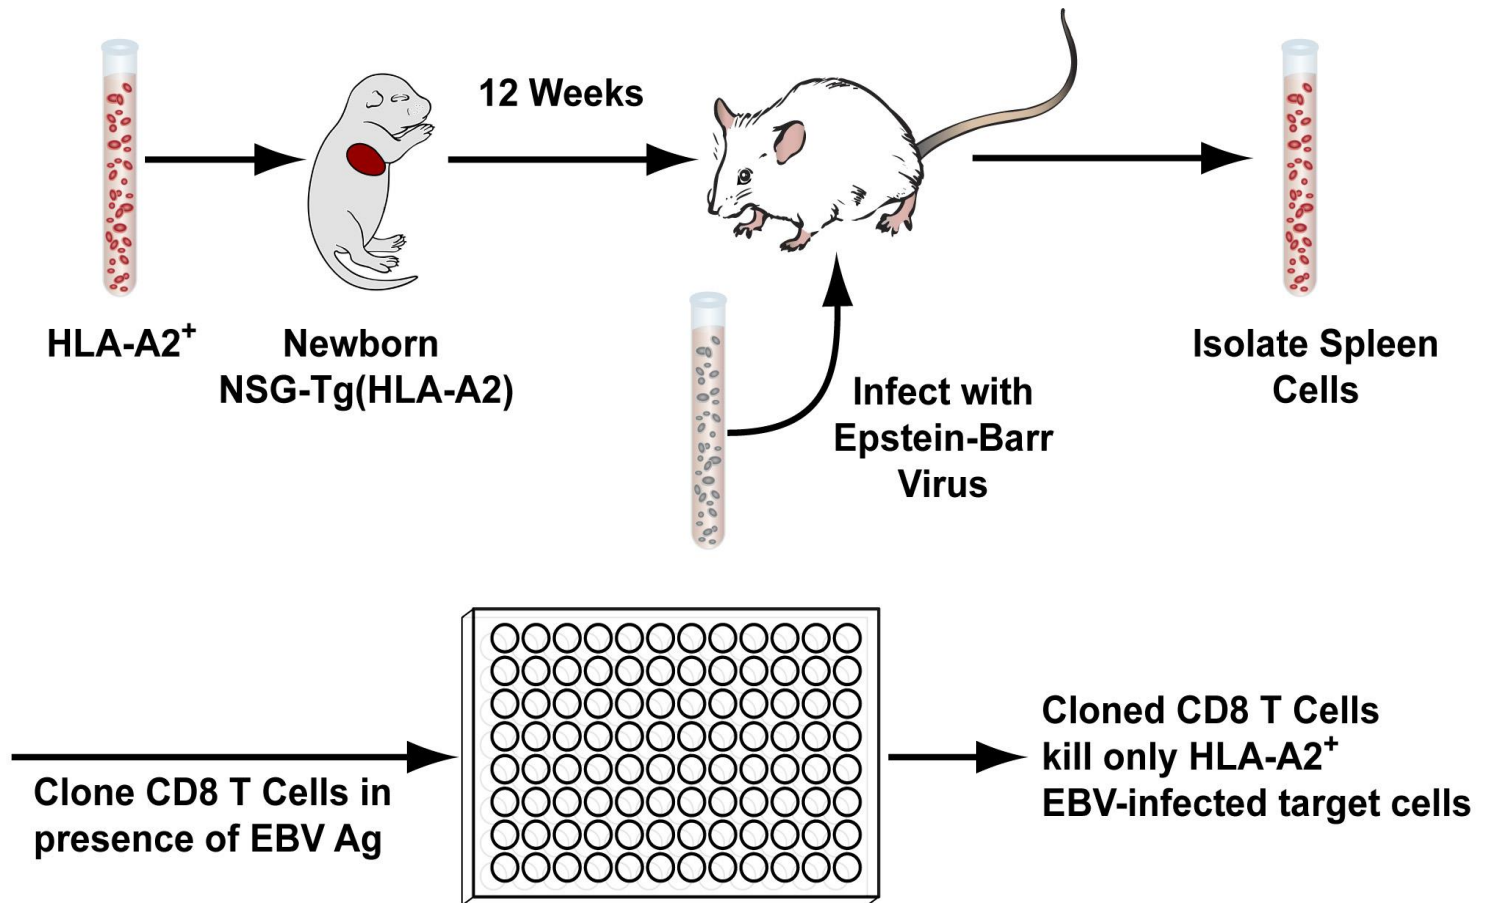 12 Weeks
HLA-A2⁺
Newborn
NSG-Tg(HLA-A2)
Infect with
Epstein-Barr
Virus
Isolate Spleen
Cells
Clone CD8 T Cells in
presence of EBV Ag
Cloned CD8 T Cells
kill only HLA-A2⁺
EBV-infected target cells